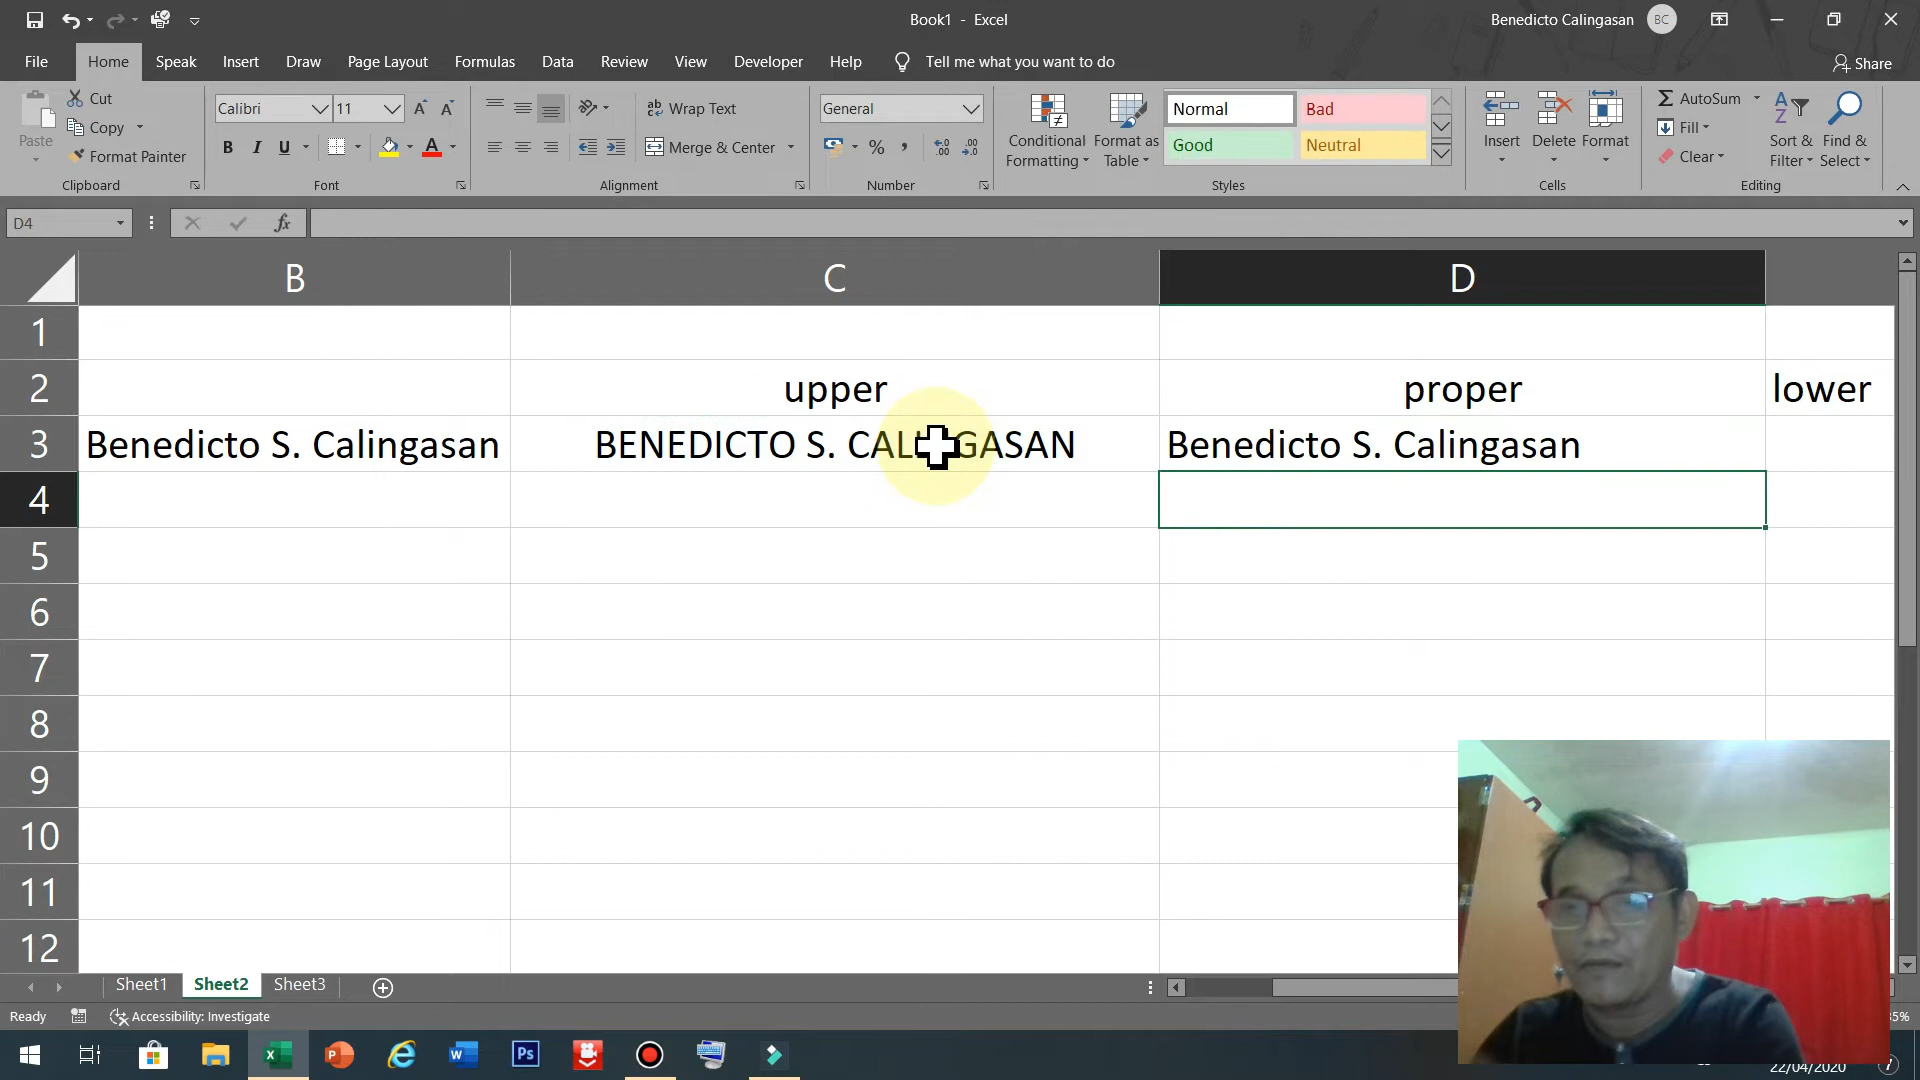 Book1 - Excel
Benedicto Calingasan
BC
File
Home
Speak
Insert
Draw
Page Layout
Formulas
Data
Review
View
Developer
Help
Tell me what you want to do
Share
Paste
Cut
Copy
Format Painter
Clipboard
Calibri
11
B
I
U
A
Font
ab
Wrap Text
Merge & Center
Alignment
General
%
Number
Conditional Formatting
Format as Table
Normal
Bad
Good
Neutral
Styles
Insert
Delete
Format
Cells
AutoSum
Fill
Clear
Sort & Filter
Find & Select
Editing
D4
fx
B
C
D
1
2
upper
proper
lower
3
Benedicto S. Calingasan
BENEDICTO S. CALINGASAN
Benedicto S. Calingasan
4
5
6
7
8
9
10
11
12
Sheet1
Sheet2
Sheet3
Ready
Accessibility: Investigate
22/04/2020